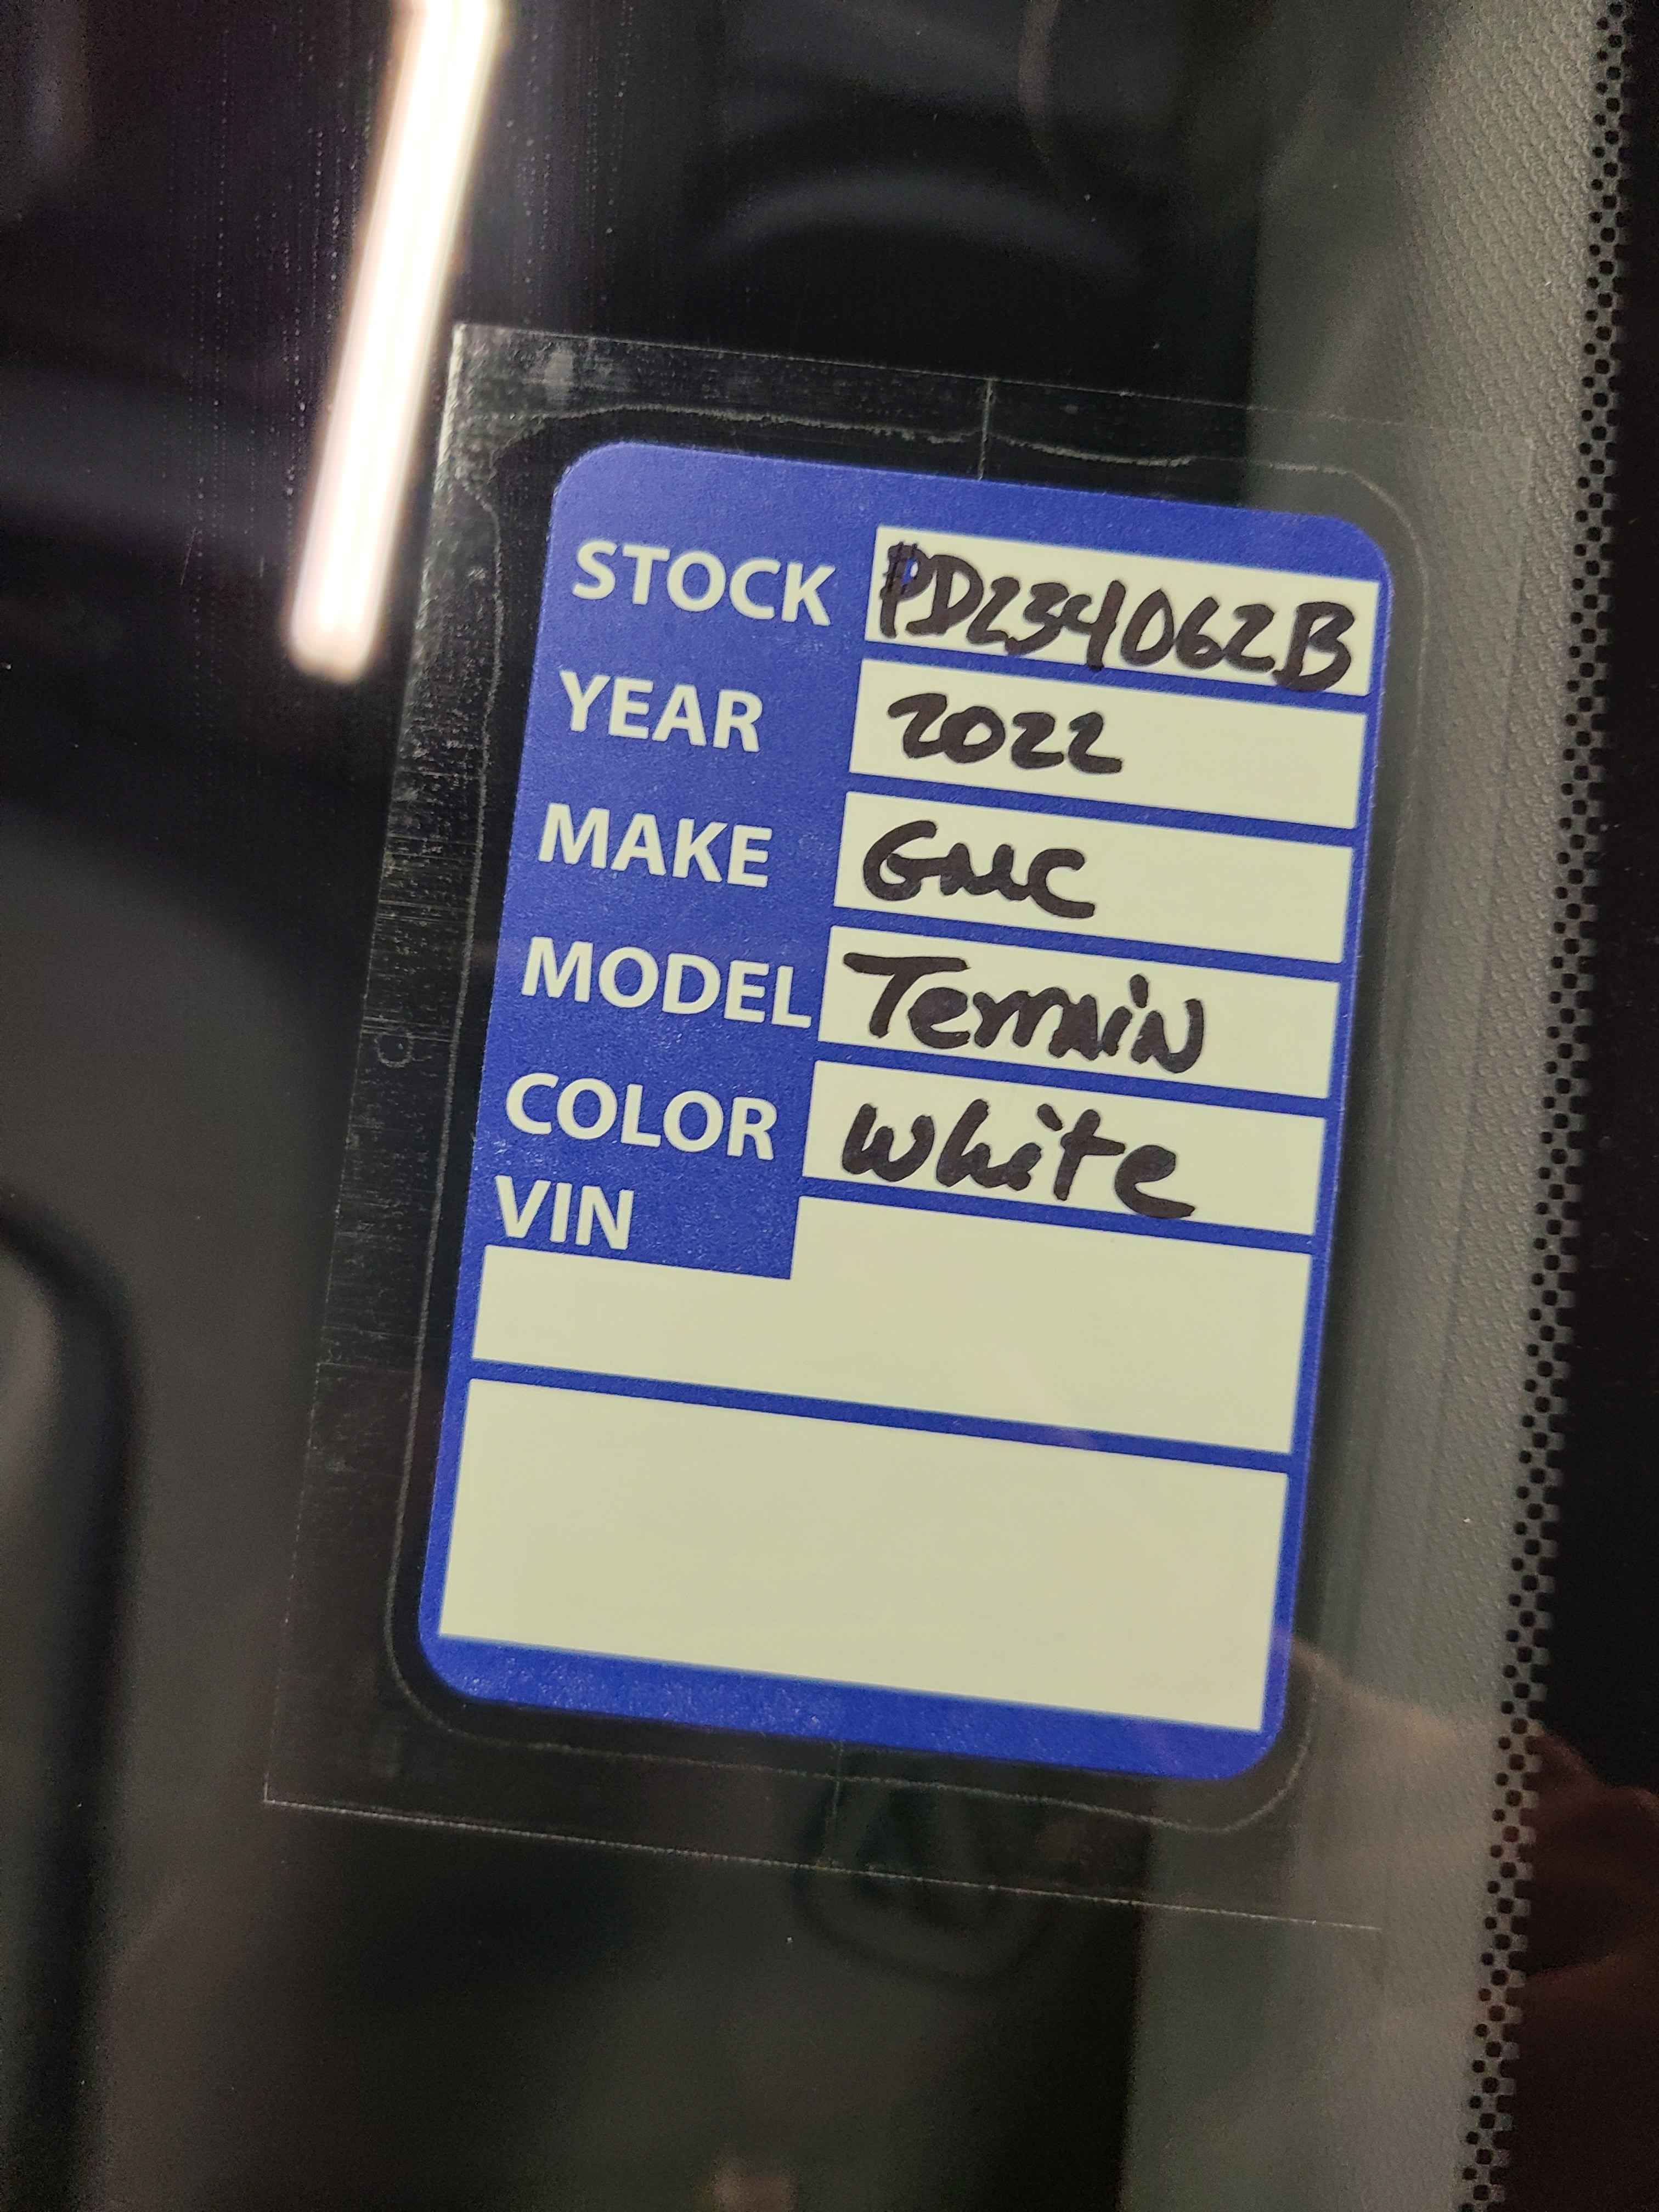 STOCK PD234062B
YEAR 2022
MAKE GMC
MODEL Terrain
COLOR White
VIN